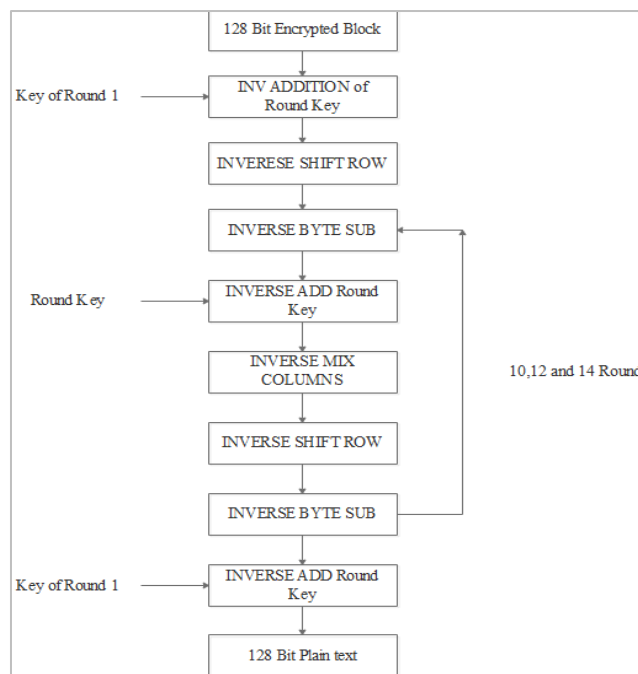 128 Bit Encrypted Block
Key of Round 1
INV ADDITION of
Round Key
INVERESE SHIFT ROW
INVERSE BYTE SUB
Round Key
INVERSE ADD Round
Key
INVERSE MIX
COLUMNS
10,12 and 14 Round
INVERSE SHIFT ROW
INVERSE BYTE SUB
Key of Round 1
INVERSE ADD Round
Key
128 Bit Plain text